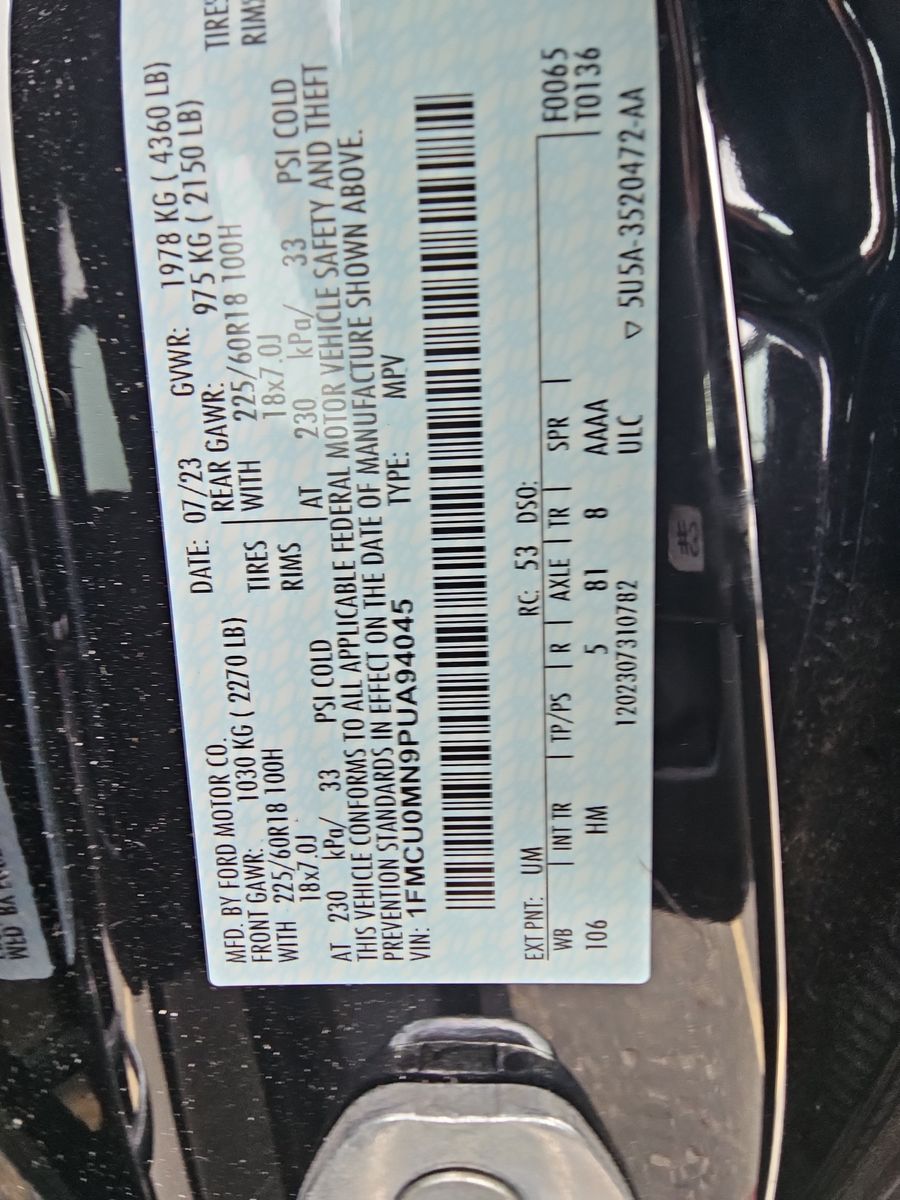 MFD. BY FORD MOTOR CO.
DATE: 07/23 GVWR: 1978 KG ( 4360 LB)
FRONT GAWR: 1030 KG ( 2270 LB) REAR GAWR: 975 KG ( 2150 LB)
WITH 225/60R18 100H TIRES WITH 225/60R18 100H TIRES
18x7.0J RIMS 18x7.0J RIMS
AT 230 kPa/ 33 PSI COLD AT 230 kPa/ 33 PSI COLD
THIS VEHICLE CONFORMS TO ALL APPLICABLE FEDERAL MOTOR VEHICLE SAFETY AND THEFT
PREVENTION STANDARDS IN EFFECT ON THE DATE OF MANUFACTURE SHOWN ABOVE.
VIN: 1FMCU0MN9PUA94045 TYPE: MPV
EXT PNT: UM RC: 53 DSO: F0065
WB INT TR TP/PS R AXLE TR SPR T0136
106 HM 5 81 8 AAAA
1202307310782 ULC ▽ 5U5A-3520472-AA